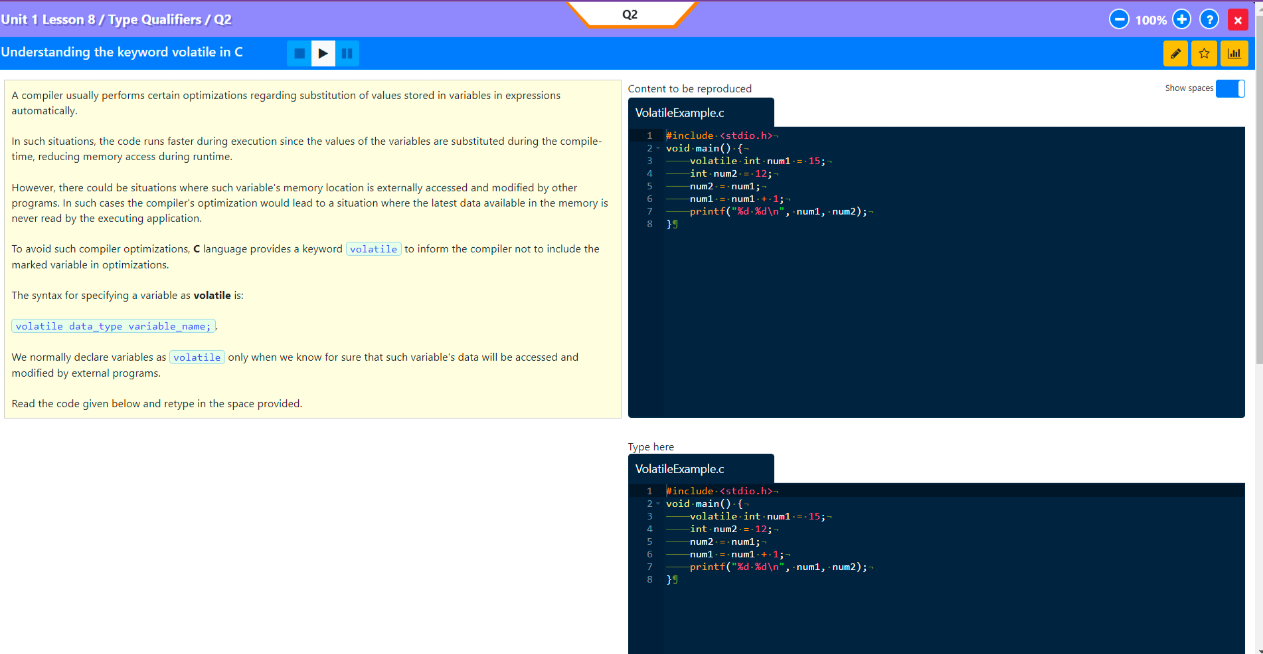 Unit 1 Lesson 8 / Type Qualifiers / Q2
Q2
100%
?
Understanding the keyword volatile in C
A compiler usually performs certain optimizations regarding substitution of values stored in variables in expressions
automatically.
In such situations, the code runs faster during execution since the values of the variables are substituted during the compile-
time, reducing memory access during runtime.
However, there could be situations where such variable's memory location is externally accessed and modified by other
programs. In such cases the compiler's optimization would lead to a situation where the latest data available in the memory is
never read by the executing application.
To avoid such compiler optimizations, C language provides a keyword volatile to inform the compiler not to include the
marked variable in optimizations.
The syntax for specifying a variable as volatile is:
volatile data_type variable_name;.
We normally declare variables as volatile only when we know for sure that such variable's data will be accessed and
modified by external programs.
Read the code given below and retype in the space provided.
Content to be reproduced
Show spaces
VolatileExample.c
1 #include·<stdio.h>¬
2 void·main()·{¬
3 ————volatile·int·num1·=·15;¬
4 ————int·num2·=·12;¬
5 ————num2·=·num1;¬
6 ————num1·=·num1·+·1;¬
7 ————printf("%d·%d\n",·num1,·num2);¬
8 }¶
Type here
VolatileExample.c
1 #include·<stdio.h>¬
2 void·main()·{¬
3 ————volatile·int·num1·=·15;¬
4 ————int·num2·=·12;¬
5 ————num2·=·num1;¬
6 ————num1·=·num1·+·1;¬
7 ————printf("%d·%d\n",·num1,·num2);¬
8 }¶